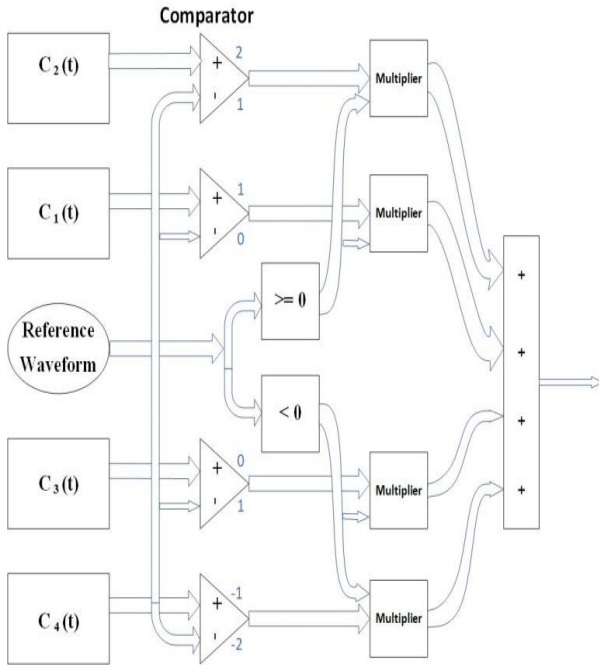 Comparator
C2(t)
+
-
2
1
Multiplier
C1(t)
+
-
1
0
Multiplier
>= 0
+
Reference
Waveform
+
< 0
+
C3(t)
+
-
0
1
Multiplier
+
C4(t)
+
-
-1
-2
Multiplier